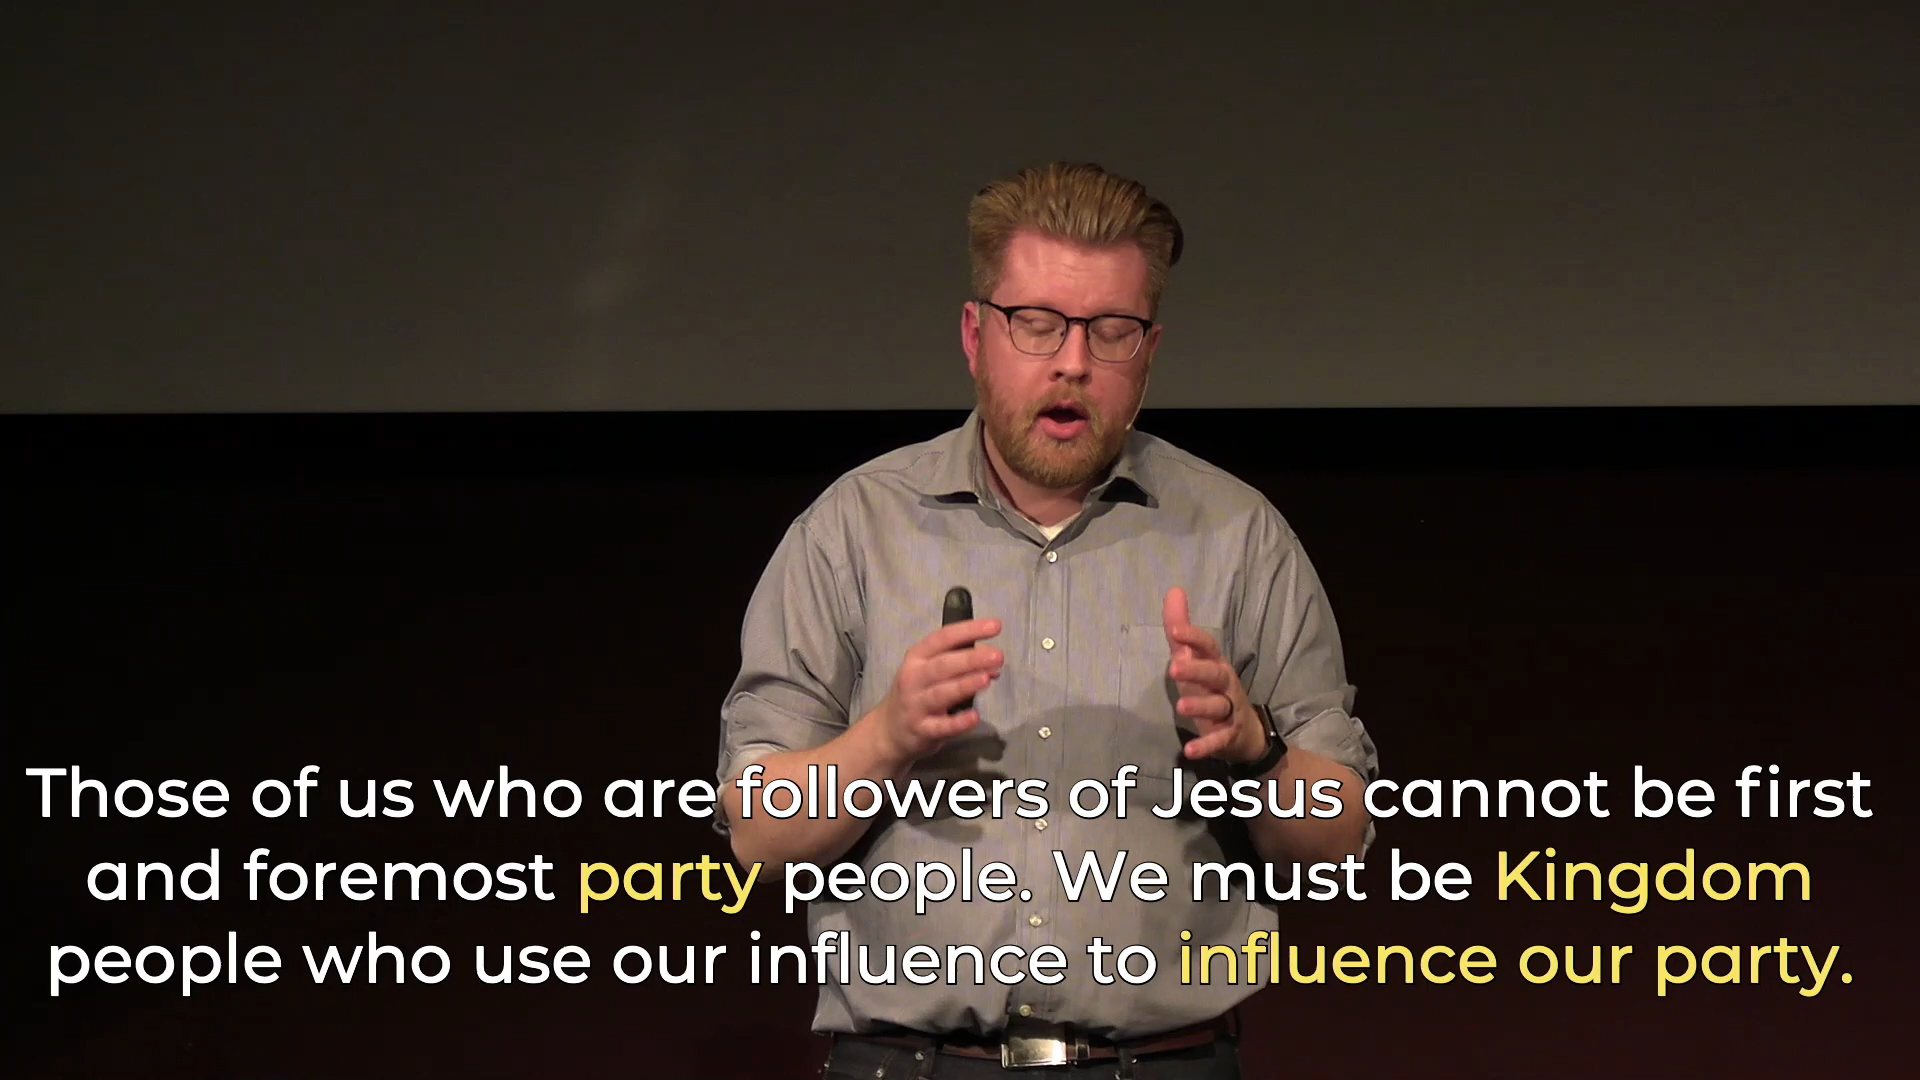 Those of us who are followers of Jesus cannot be first
and foremost party people. We must be Kingdom
people who use our influence to influence our party.